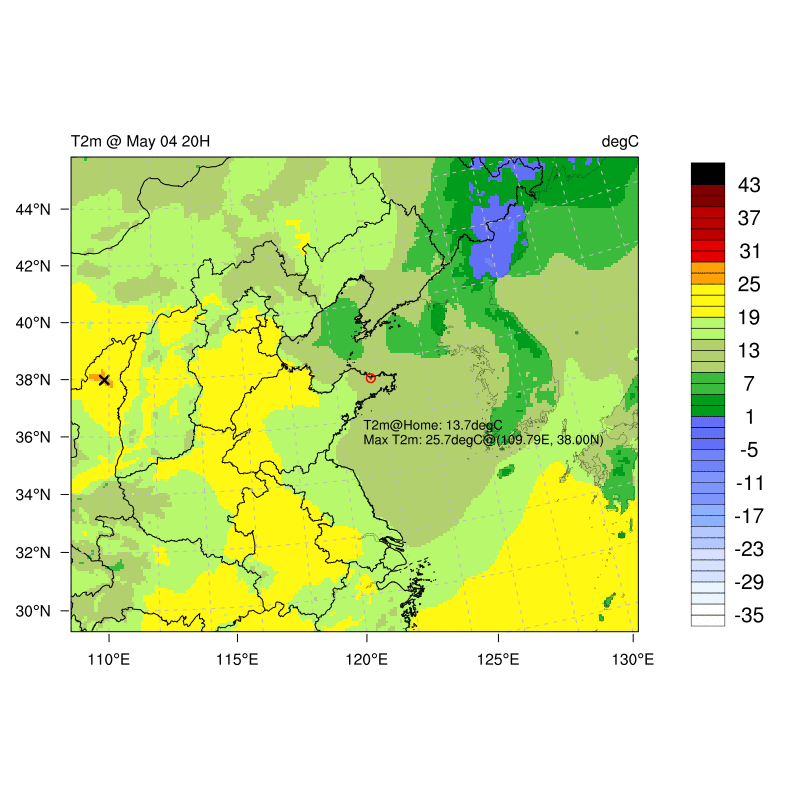 T2m @ May 04 20H degC
43
37
31
25
19
13
7
1
-5
-11
-17
-23
-29
-35
44°N
42°N
40°N
38°N
36°N
34°N
32°N
30°N
T2m@Home: 13.7degC
Max T2m: 25.7degC@(109.79E, 38.00N)
110°E 115°E 120°E 125°E 130°E